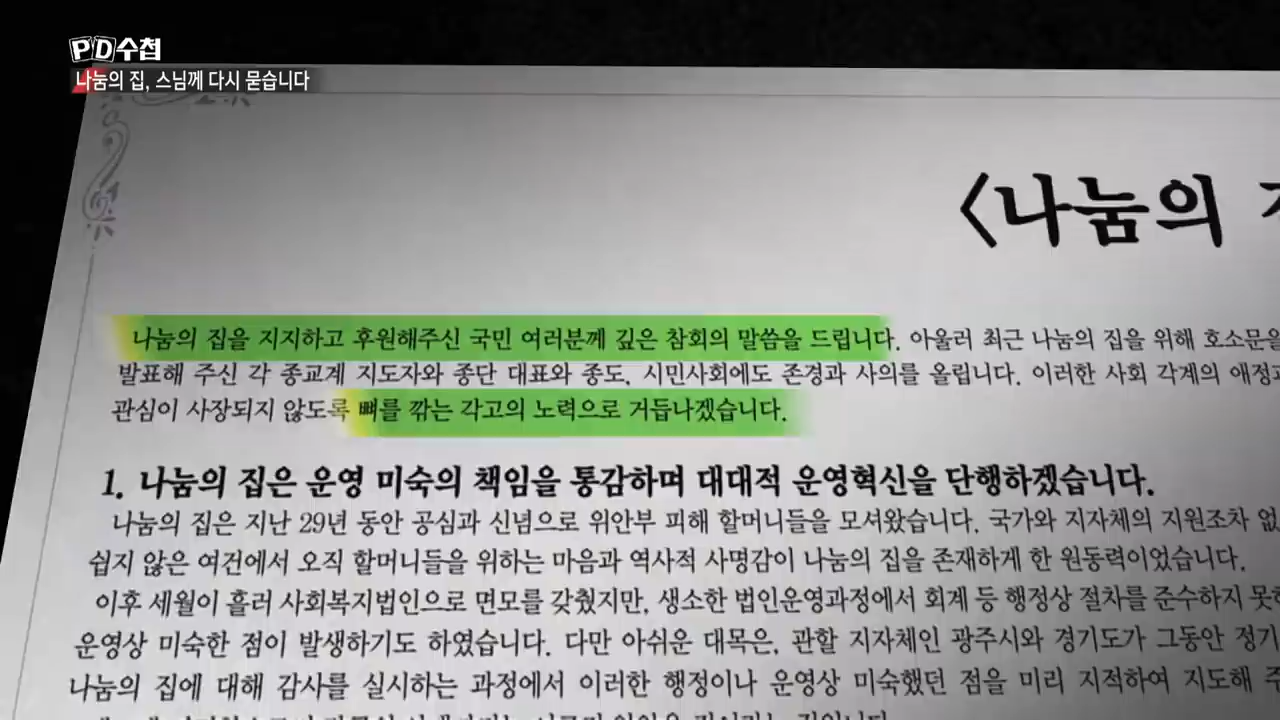 PD수첩
나눔의 집, 스님께 다시 묻습니다
<나눔의
나눔의 집을 지지하고 후원해주신 국민 여러분께 깊은 참회의 말씀을 드립니다. 아울러 최근 나눔의 집을 위해 호소문을
발표해 주신 각 종교계 지도자와 종단 대표와 종도, 시민사회에도 존경과 사의를 올립니다. 이러한 사회 각계의 애정과
관심이 사장되지 않도록 뼈를 깎는 각고의 노력으로 거듭나겠습니다.
1. 나눔의 집은 운영 미숙의 책임을 통감하며 대대적 운영혁신을 단행하겠습니다.
나눔의 집은 지난 29년 동안 공심과 신념으로 위안부 피해 할머니들을 모셔왔습니다. 국가와 지자체의 지원조차 없
쉽지 않은 여건에서 오직 할머니들을 위하는 마음과 역사적 사명감이 나눔의 집을 존재하게 한 원동력이었습니다.
이후 세월이 흘러 사회복지법인으로 면모를 갖췄지만, 생소한 법인운영과정에서 회계 등 행정상 절차를 준수하지 못하
운영상 미숙한 점이 발생하기도 하였습니다. 다만 아쉬운 대목은, 관할 지자체인 광주시와 경기도가 그동안 정기
나눔의 집에 대해 감사를 실시하는 과정에서 이러한 행정이나 운영상 미숙했던 점을 미리 지적하여 지도해 주